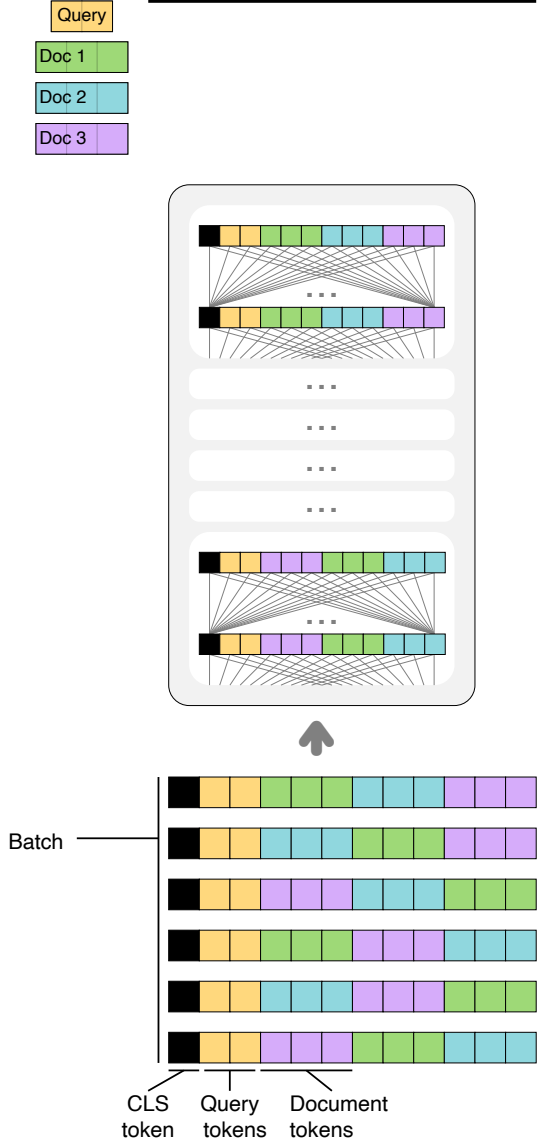 Query
Doc 1
Doc 2
Doc 3
...
...
...
...
...
...
Batch
CLS token
Query tokens
Document tokens